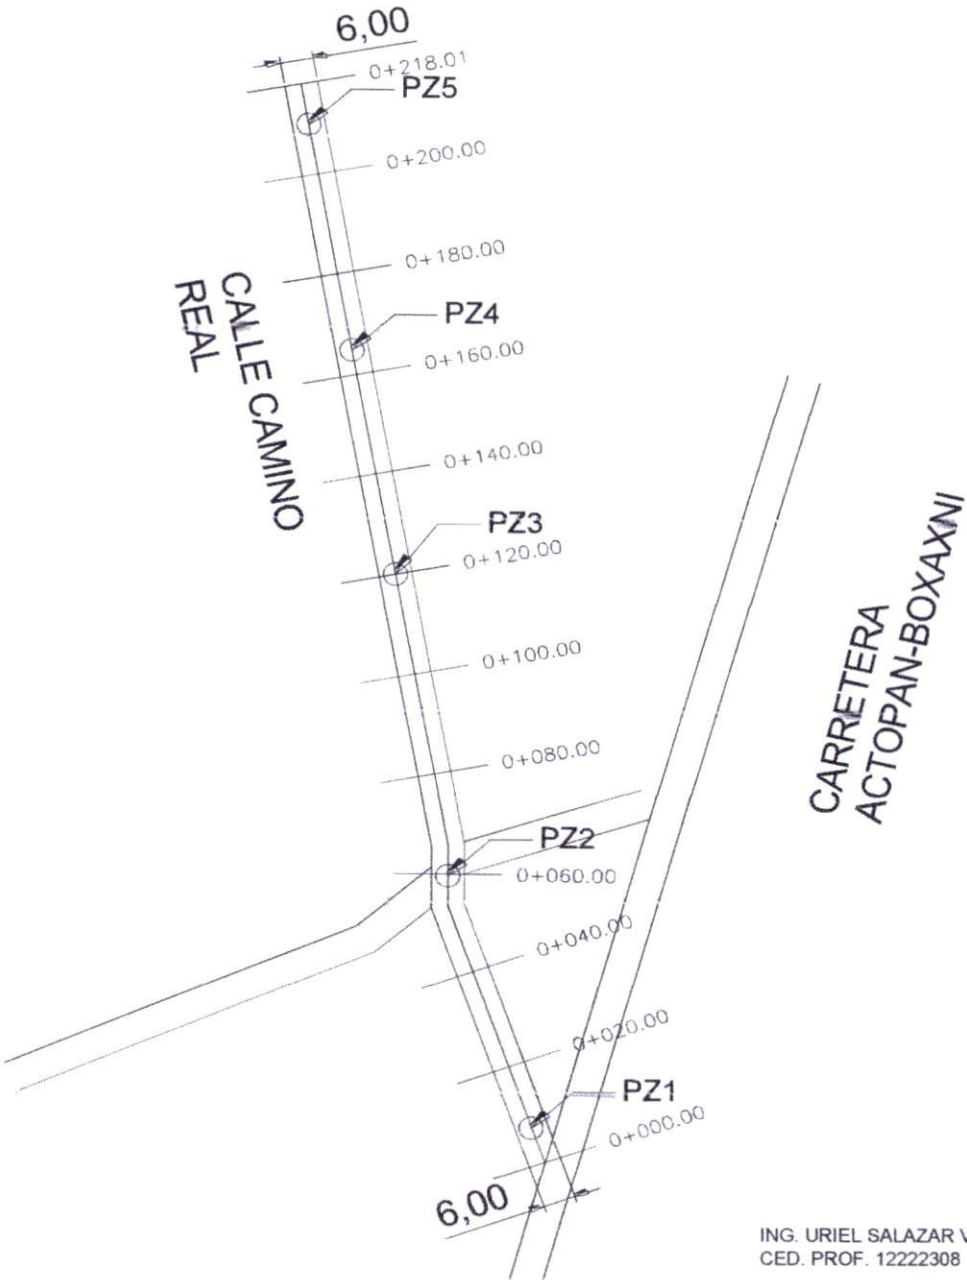 6,00
0+218.01
PZ5
0+200.00
0+180.00
CALLE CAMINO
REAL
PZ4
0+160.00
0+140.00
PZ3
0+120.00
0+100.00
CARRETERA
ACTOPAN-BOXAXNI
0+080.00
PZ2
0+060.00
0+040.00
0+020.00
PZ1
0+000.00
6,00
ING. URIEL SALAZAR V
CED. PROF. 12222308